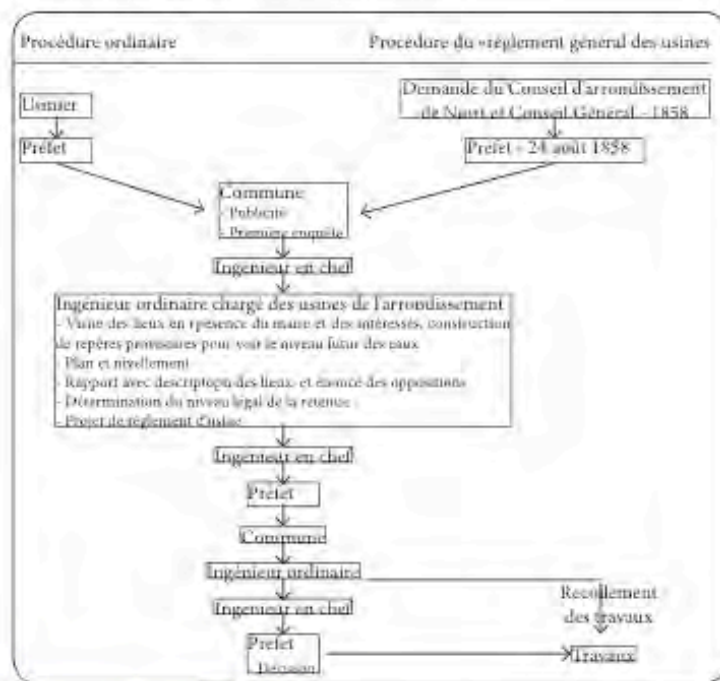 Procédure ordinaire
Procédure du «règlement général des usines
Usinier
Préfet
Demande du Conseil d'arrondissement
de Niort et Conseil Général - 1858
Préfet - 24 août 1858
Commune
- Publicité
- Première enquête
Ingénieur en chef
Ingénieur ordinaire chargé des usines de l'arrondissement
- Visite des lieux en rpésence du maire et des intéressés, construction
de repères provisoires pour voir le niveau futur des eaux
- Plan et nivellement
- Rapport avec descriptopn des lieux, et énoncé des oppositions
- Détermination du niveau légal de la retenue
- Projet de règlement d'usine
Ingénieur en chef
Préfet
Commune
Ingénieur ordinaire
Ingénieur en chef
Récollement
des travaux
Préfet
- Décision
Travaux